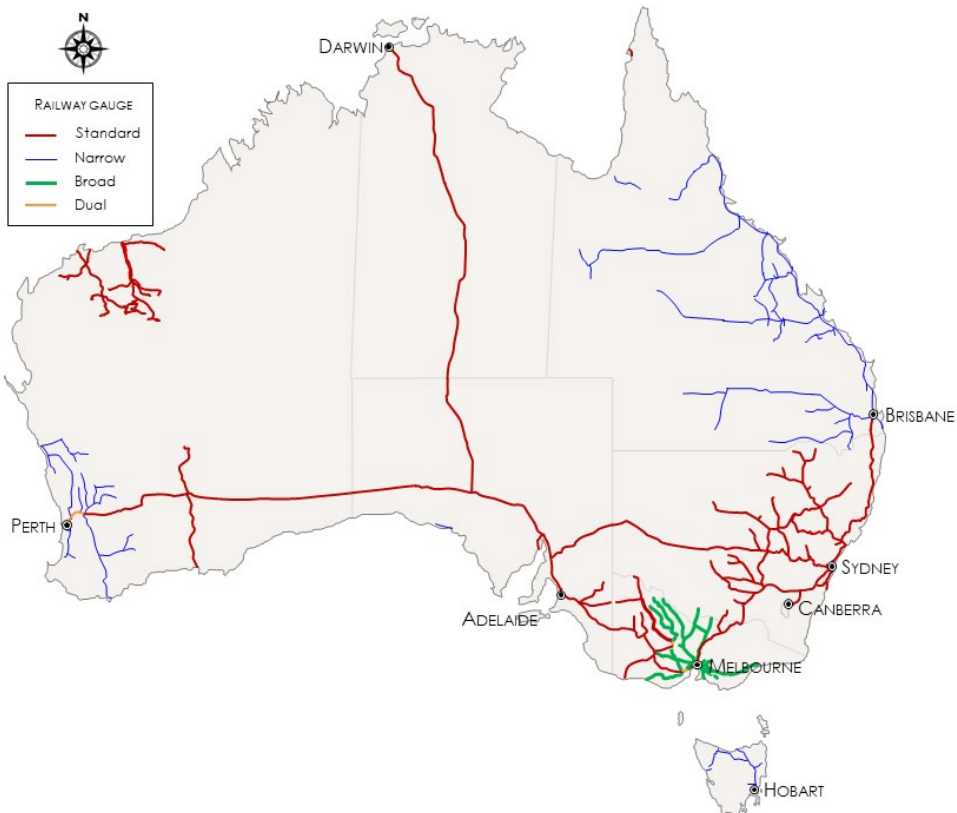 N
DARWIN
RAILWAY GAUGE
Standard
Narrow
Broad
Dual
BRISBANE
PERTH
SYDNEY
CANBERRA
ADELAIDE
MELBOURNE
HOBART